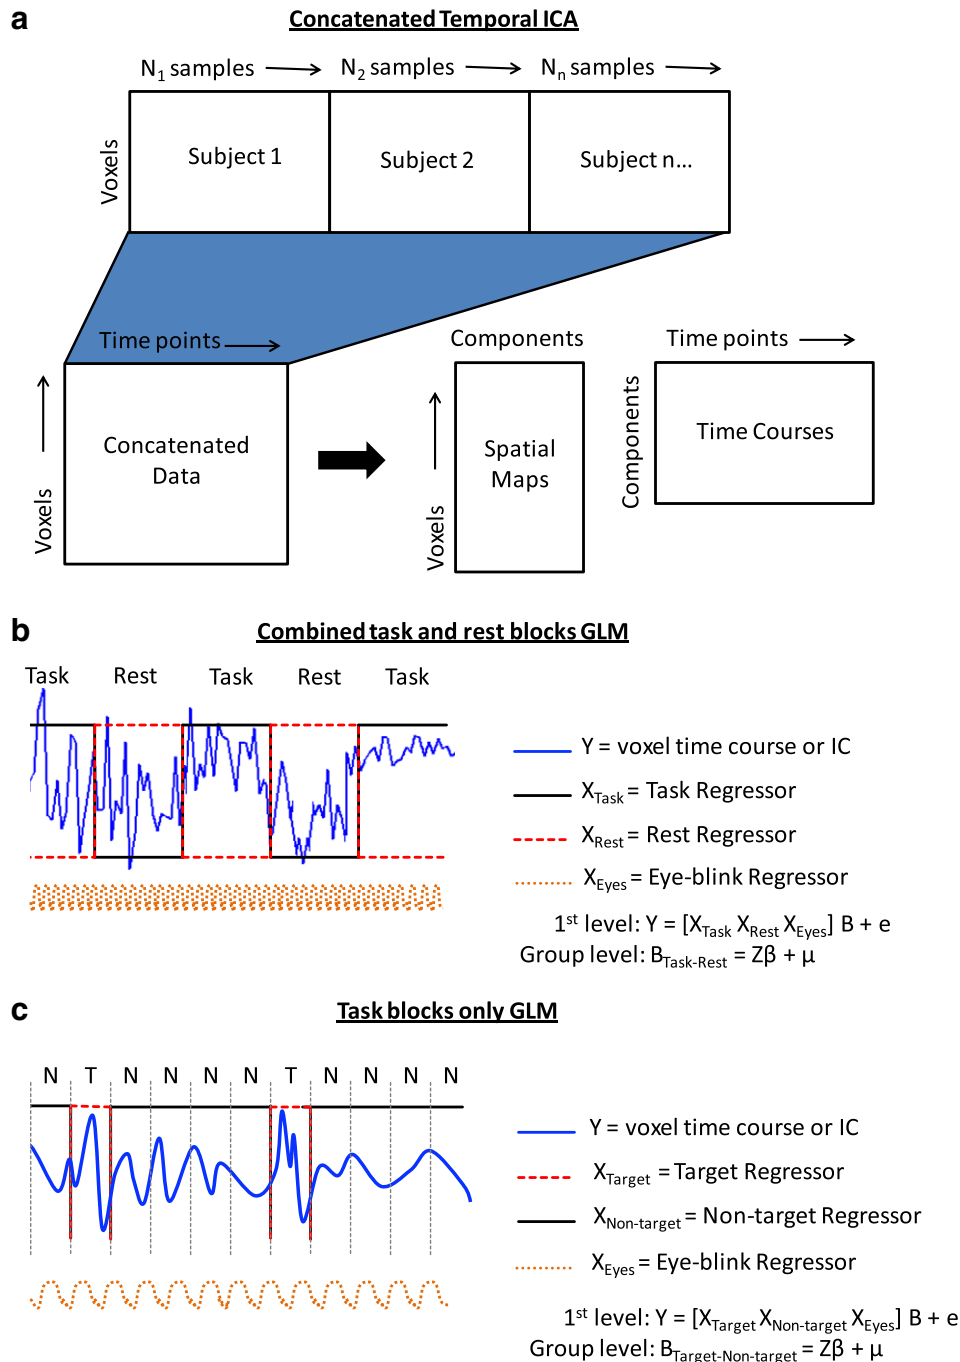 a
Concatenated Temporal ICA
N1 samples N2 samples Nn samples
Voxels
Subject 1
Subject 2
Subject n...
Time points
Components
Time points
Voxels
Concatenated
Data
Voxels
Spatial
Maps
Components
Time Courses
b
Combined task and rest blocks GLM
Task Rest Task Rest Task
Y = voxel time course or IC
XTask = Task Regressor
XRest = Rest Regressor
XEyes = Eye-blink Regressor
1st level: Y = [XTask XRest XEyes] B + e
Group level: BTask-Rest = Zβ + μ
c
Task blocks only GLM
N T N N N N T N N N N
Y = voxel time course or IC
XTarget = Target Regressor
XNon-target = Non-target Regressor
XEyes = Eye-blink Regressor
1st level: Y = [XTarget XNon-target XEyes] B + e
Group level: BTarget-Non-target = Zβ + μ